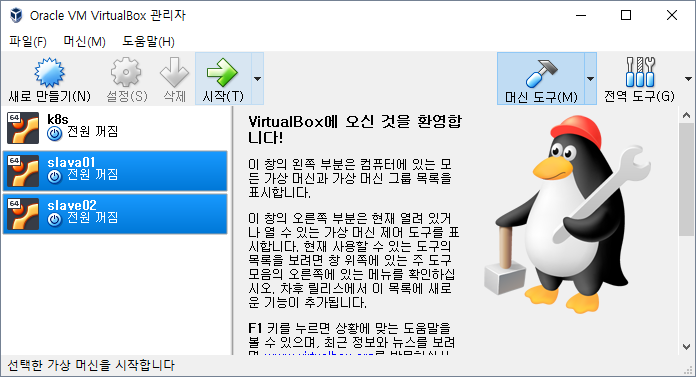 Oracle VM VirtualBox 관리자
파일(F) 머신(M) 도움말(H)
새로 만들기(N) 설정(S) 삭제 시작(T) 머신 도구(M) 전역 도구(G)
64 k8s
전원 꺼짐
64 slava01
전원 꺼짐
64 slave02
전원 꺼짐
VirtualBox에 오신 것을 환영합
니다!
이 창의 왼쪽 부분은 컴퓨터에 있는 모
든 가상 머신과 가상 머신 그룹 목록을
표시합니다.
이 창의 오른쪽 부분은 현재 열려 있거
나 열 수 있는 가상 머신 제어 도구를 표
시합니다. 현재 사용할 수 있는 도구의
목록을 보려면 창 위쪽에 있는 주 도구
모음의 오른쪽에 있는 메뉴를 확인하십
시오. 차후 릴리스에서 이 목록에 새로
운 기능이 추가됩니다.
F1 키를 누르면 상황에 맞는 도움말을
볼 수 있으며, 최근 정보와 뉴스를 보려
면 www.virtualbox.org를 방문하십시
선택한 가상 머신을 시작합니다